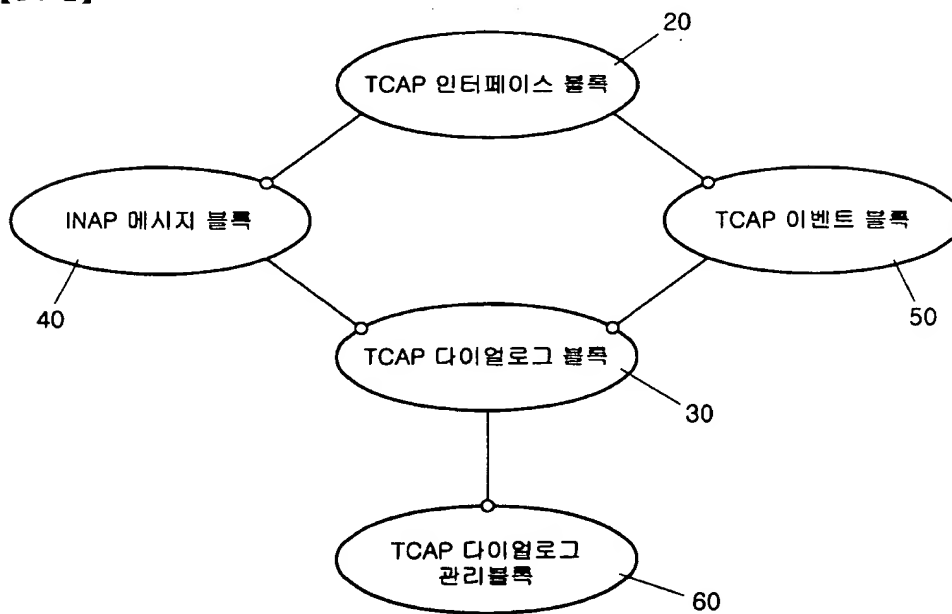 20
TCAP 인터페이스 블록
INAP 메시지 블록
TCAP 이벤트 블록
40
50
TCAP 다이얼로그 블록
30
TCAP 다이얼로그
관리블록
60